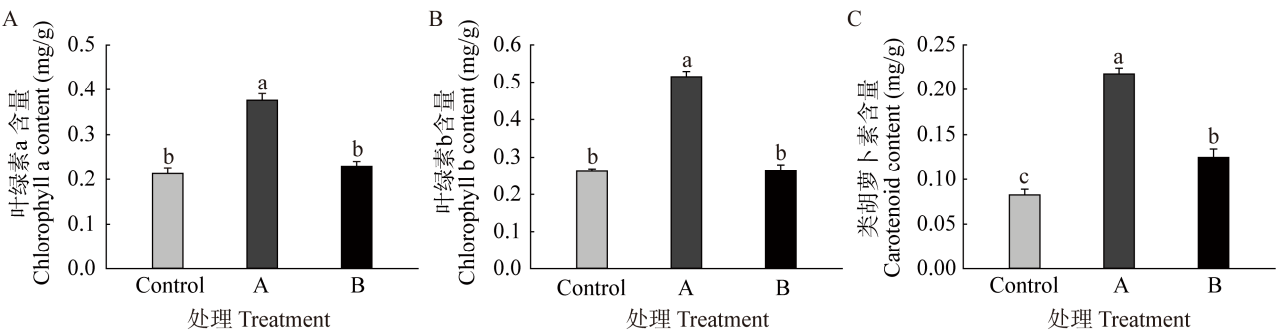 A
叶绿素a 含量
Chlorophyll a content (mg/g)
0.5
0.4
0.3
0.2
0.1
0.0
b
a
b
Control
A
B
处理 Treatment
B
叶绿素b含量
Chlorophyll b content (mg/g)
0.6
0.5
0.4
0.3
0.2
0.1
0.0
b
a
b
Control
A
B
处理 Treatment
C
类胡萝卜素含量
Carotenoid content (mg/g)
0.25
0.20
0.15
0.10
0.05
0.00
c
a
b
Control
A
B
处理 Treatment